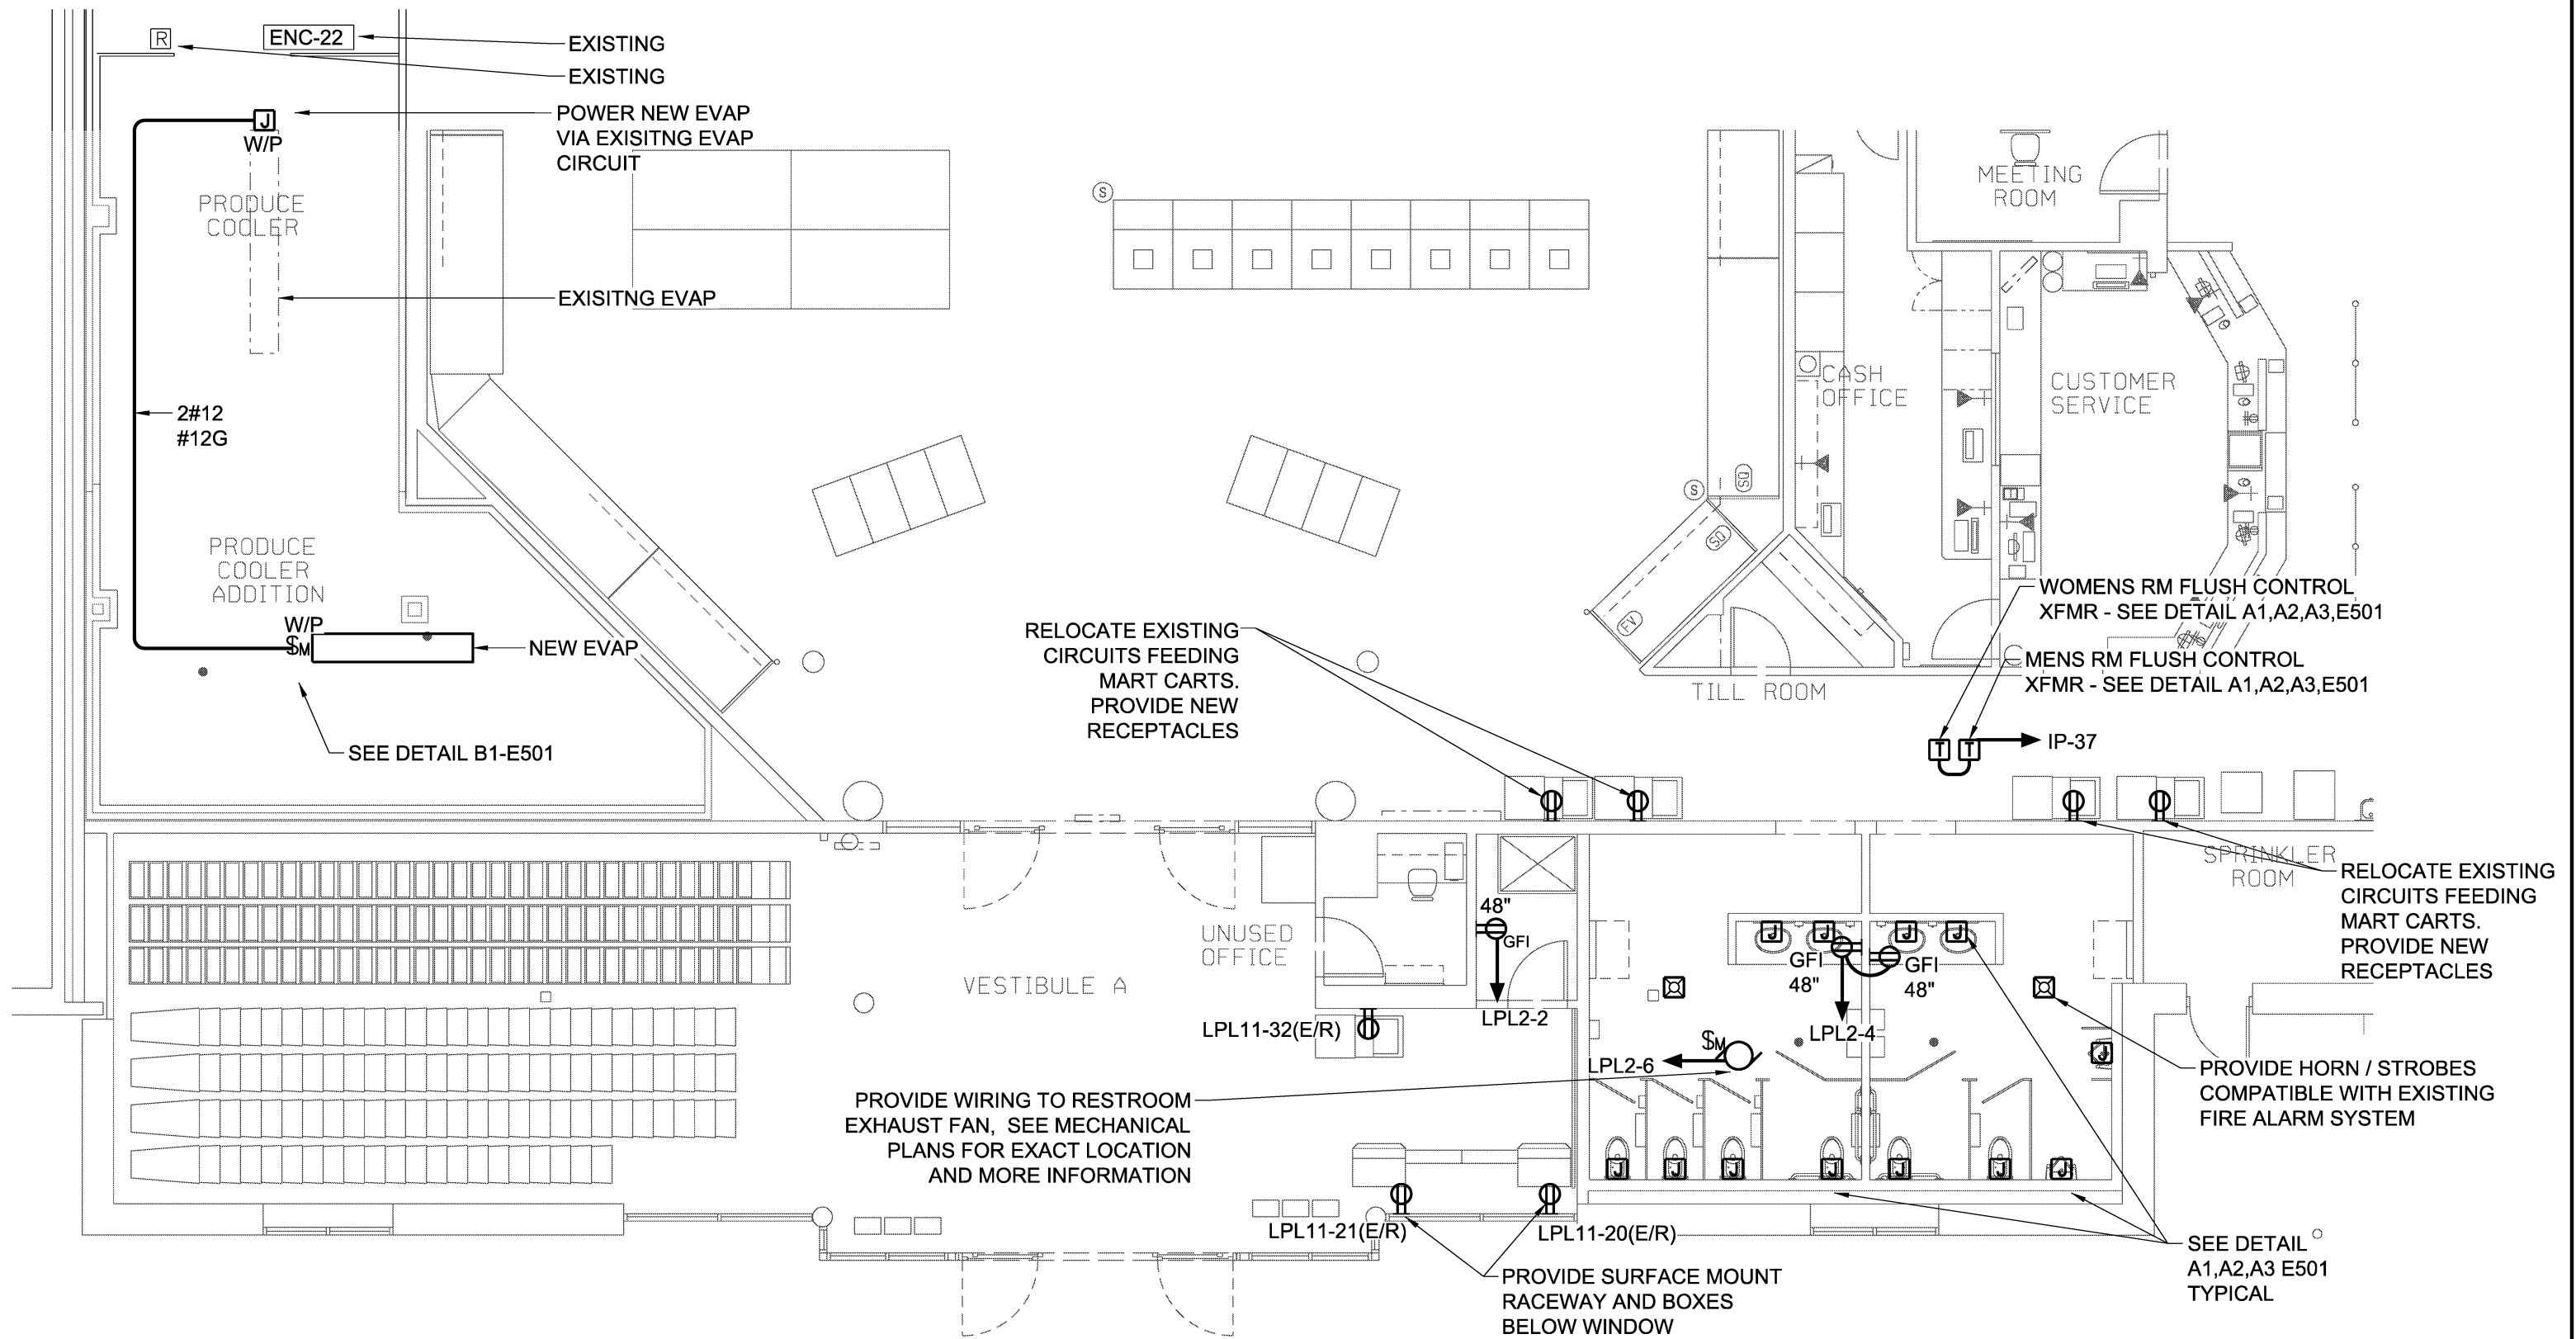 R
ENC-22
EXISTING
EXISTING
J
W/P
POWER NEW EVAP
VIA EXISITNG EVAP
CIRCUIT
PRODUCE
COOLER
EXISITNG EVAP
2#12
#12G
PRODUCE
COOLER
ADDITION
W/P
$M
NEW EVAP
SEE DETAIL B1-E501
S
MEETING
ROOM
CASH
OFFICE
CUSTOMER
SERVICE
SQ
S
SQ
FV
TILL ROOM
WOMENS RM FLUSH CONTROL
XFMR - SEE DETAIL A1,A2,A3,E501
MENS RM FLUSH CONTROL
XFMR - SEE DETAIL A1,A2,A3,E501
T
T
IP-37
RELOCATE EXISTING
CIRCUITS FEEDING
MART CARTS.
PROVIDE NEW
RECEPTACLES
SPRINKLER
ROOM
RELOCATE EXISTING
CIRCUITS FEEDING
MART CARTS.
PROVIDE NEW
RECEPTACLES
UNUSED
OFFICE
VESTIBULE A
48"
GFI
LPL2-2
J
J
J
J
GFI
48"
GFI
48"
LPL2-4
LPL11-32(E/R)
$M
LPL2-6
J
PROVIDE HORN / STROBES
COMPATIBLE WITH EXISTING
FIRE ALARM SYSTEM
PROVIDE WIRING TO RESTROOM
EXHAUST FAN, SEE MECHANICAL
PLANS FOR EXACT LOCATION
AND MORE INFORMATION
J
J
J
J
J
J
J
LPL11-21(E/R)
LPL11-20(E/R)
PROVIDE SURFACE MOUNT
RACEWAY AND BOXES
BELOW WINDOW
SEE DETAIL
A1,A2,A3 E501
TYPICAL